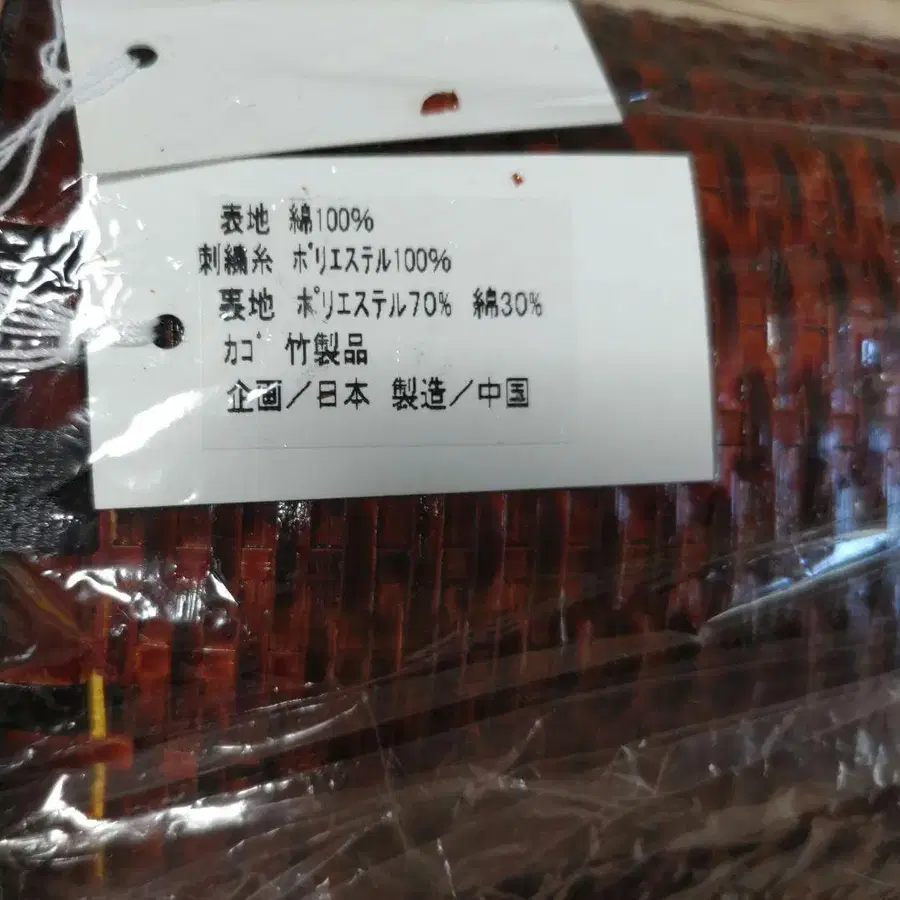 表地 綿100%
刺繍糸 ポリエステル100%
裏地 ポリエステル70% 綿30%
カゴ 竹製品
企画／日本 製造／中国